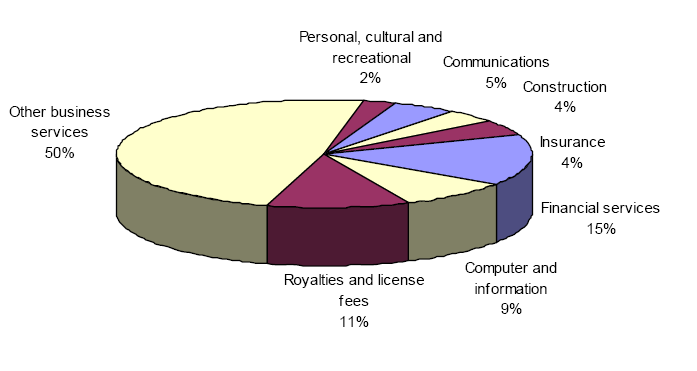 Personal, cultural and
recreational
2%
Communications
5%
Construction
4%
Other business
services
50%
Insurance
4%
Financial services
15%
Computer and
information
9%
Royalties and license
fees
11%